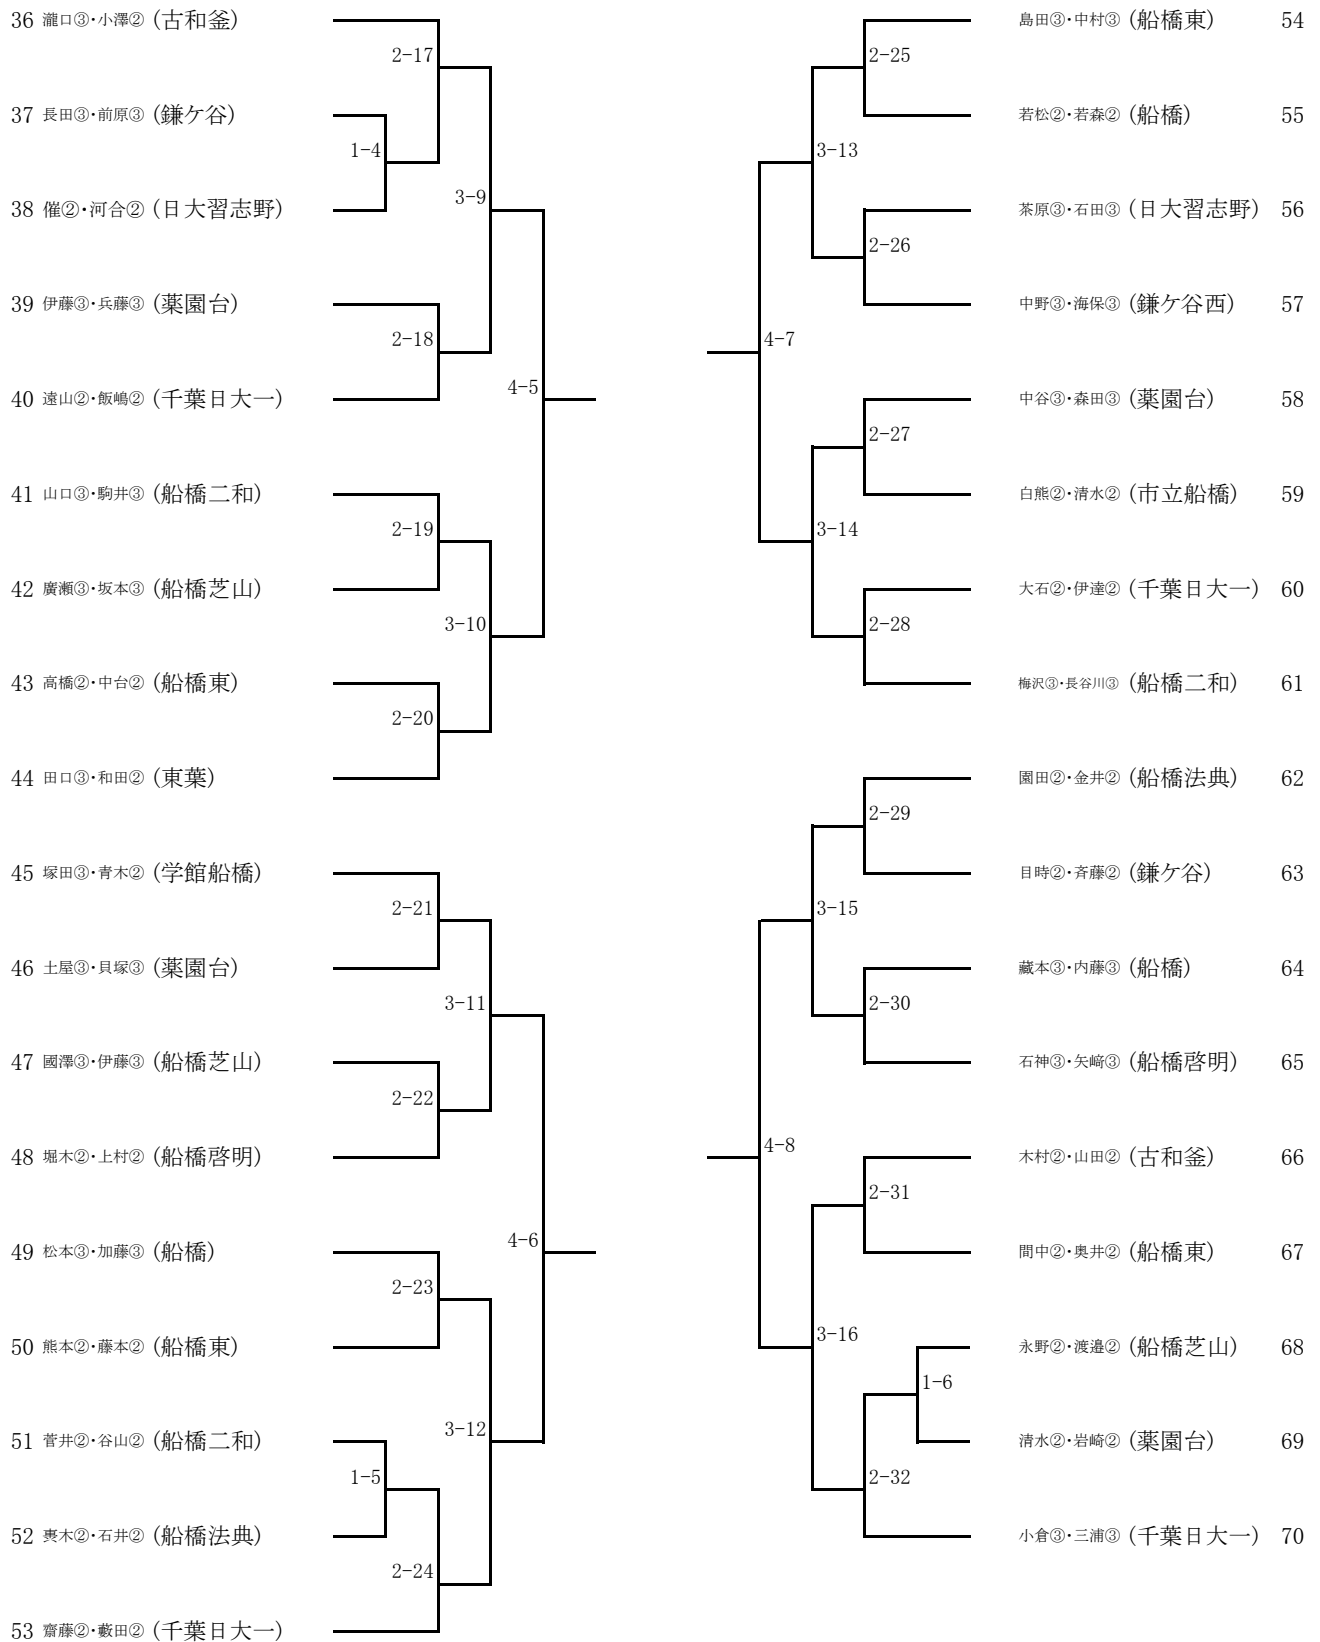 36 瀧口③・小澤② (古和釜)
2-17
37 長田③・前原③ (鎌ケ谷)
1-4
38 催②・河合② (日大習志野)
3-9
39 伊藤③・兵藤③ (薬園台)
2-18
40 遠山②・飯嶋② (千葉日大一)
4-5
41 山口③・駒井③ (船橋二和)
2-19
42 廣瀬③・坂本③ (船橋芝山)
3-10
43 高橋②・中台② (船橋東)
2-20
44 田口③・和田② (東葉)
45 塚田③・青木② (学館船橋)
2-21
46 土屋③・貝塚③ (薬園台)
3-11
47 國澤③・伊藤③ (船橋芝山)
2-22
48 堀木②・上村② (船橋啓明)
4-6
49 松本③・加藤③ (船橋)
2-23
50 熊本②・藤本② (船橋東)
3-12
51 菅井②・谷山② (船橋二和)
1-5
52 木②・石井② (船橋法典)
2-24
53 齋藤②・藪田② (千葉日大一)
島田③・中村③ (船橋東) 54
2-25
若松②・若森② (船橋) 55
3-13
茶原③・石田③ (日大習志野) 56
2-26
中野③・海保③ (鎌ケ谷西) 57
4-7
中谷③・森田③ (薬園台) 58
2-27
白熊②・清水② (市立船橋) 59
3-14
大石②・伊達② (千葉日大一) 60
2-28
梅沢③・長谷川③ (船橋二和) 61
園田②・金井② (船橋法典) 62
2-29
目時②・斉藤② (鎌ケ谷) 63
3-15
藏本③・内藤③ (船橋) 64
2-30
石神③・矢﨑③ (船橋啓明) 65
4-8
木村②・山田② (古和釜) 66
2-31
間中②・奥井② (船橋東) 67
3-16
永野②・渡邉② (船橋芝山) 68
1-6
清水②・岩崎② (薬園台) 69
2-32
小倉③・三浦③ (千葉日大一) 70